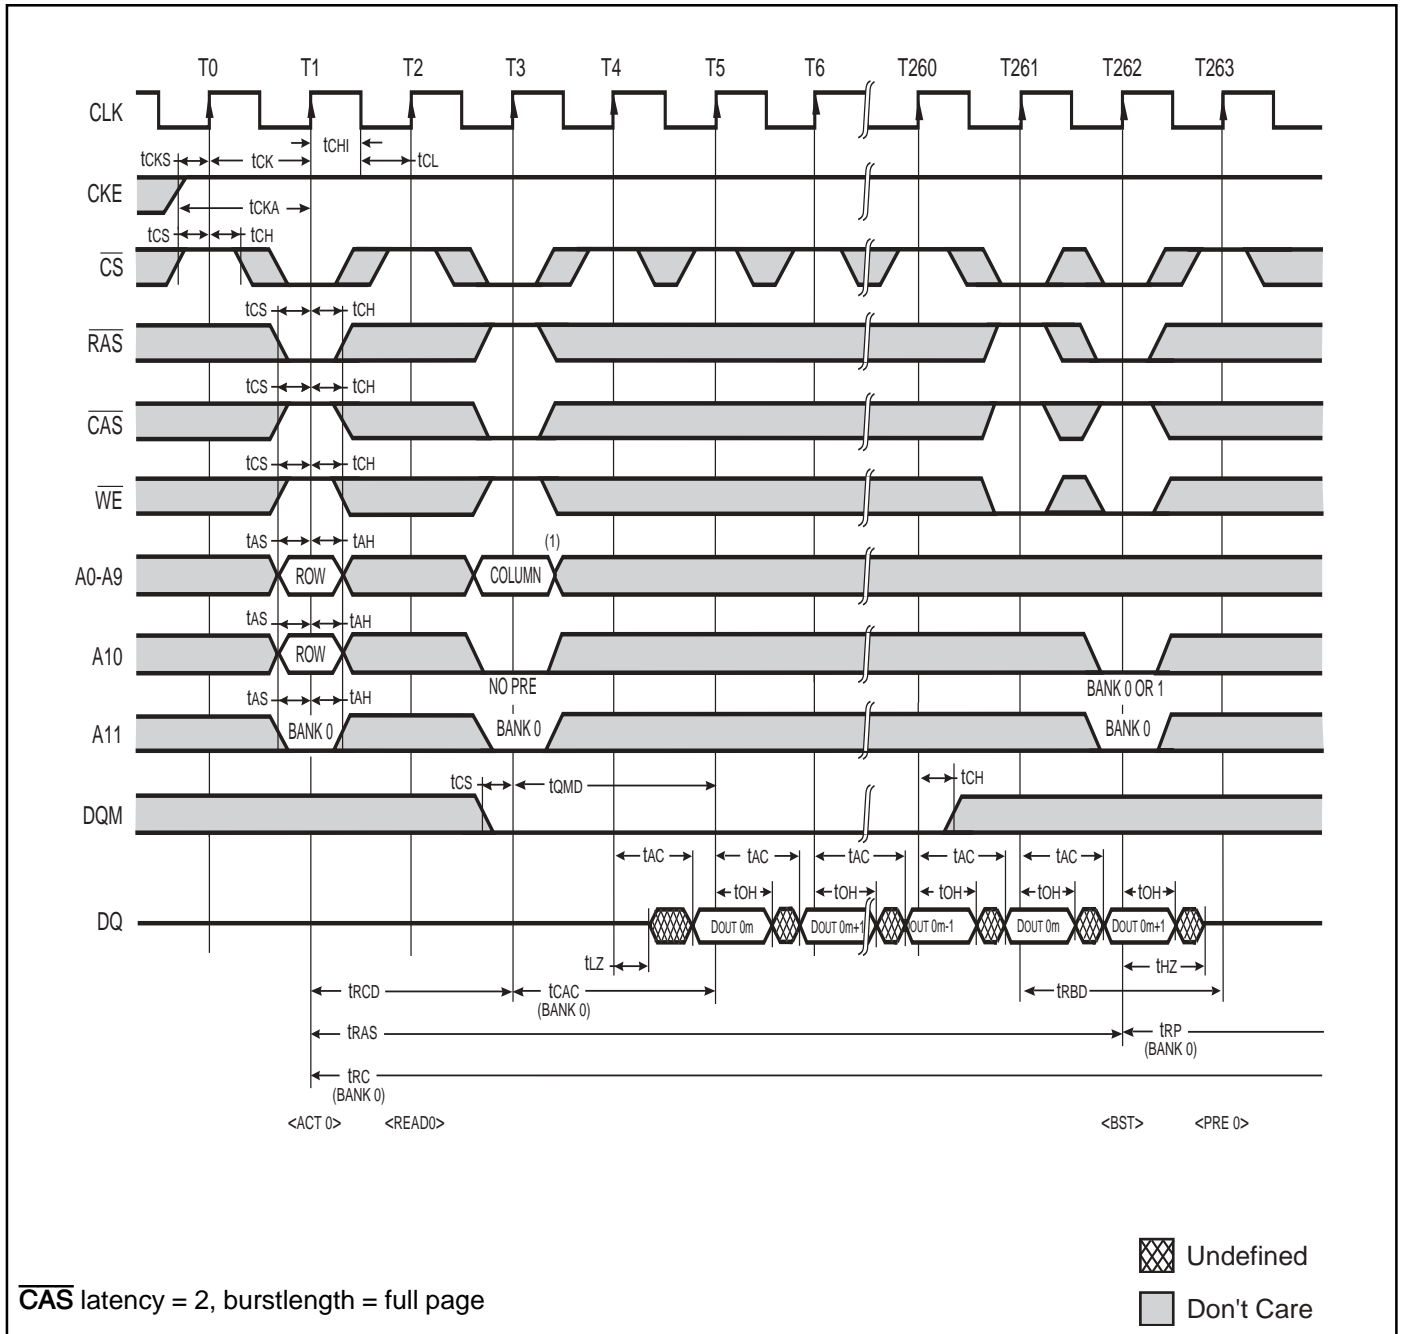 T0 T1 T2 T3 T4 T5 T6 T260 T261 T262 T263
CLK
tCHI
tCKS tCK tCL
CKE
tCKA
tCS tCH
CS
tCS tCH
RAS
tCS tCH
CAS
tCS tCH
WE
tAS tAH (1)
A0-A9 ROW COLUMN
tAS tAH
A10 ROW
NO PRE BANK 0 OR 1
tAS tAH
A11 BANK 0 BANK 0 BANK 0
tCS tQMD tCH
DQM
tAC tAC tAC tAC tAC
tOH tOH tOH tOH tOH
DQ DOUT 0m DOUT 0m+1 OUT 0m-1 DOUT 0m DOUT 0m+1
tLZ tHZ
tRCD tCAC tRBD
(BANK 0)
tRAS tRP
(BANK 0)
tRC
(BANK 0)
<ACT 0> <READ0> <BST> <PRE 0>
Undefined
CAS latency = 2, burstlength = full page
Don't Care